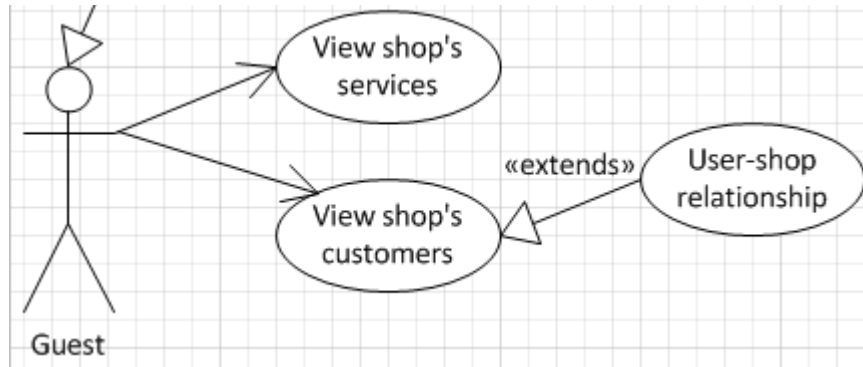 View shop's
services
«extends»
User-shop
relationship
View shop's
customers
Guest